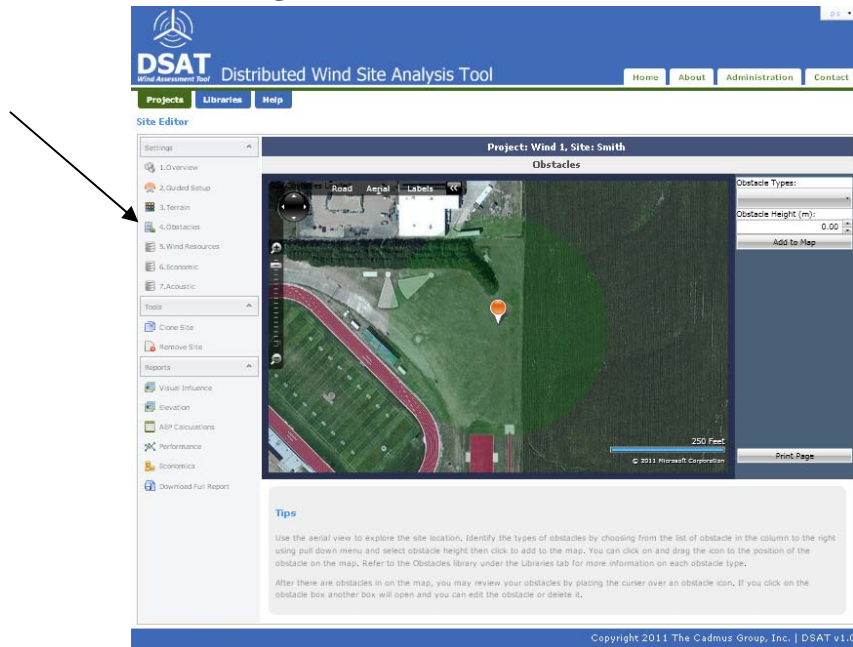 DSAT
Wind Assessment Tool
Distributed Wind Site Analysis Tool
ps
Home About Administration Contact
Projects Libraries Help
Site Editor
Settings
1.Overview
2.Guided Setup
3.Terrain
4.Obstacles
5.Wind Resources
6.Economic
7.Acoustic
Tools
Clone Site
Remove Site
Reports
Visual Influence
Elevation
AEP Calculations
Performance
Economics
Download Full Report
Project: Wind 1, Site: Smith
Obstacles
Road Aerial Labels
250 Feet
© 2011 Microsoft Corporation
Obstacle Types:
Obstacle Height (m):
0.00
Add to Map
Print Page
Tips
Use the aerial view to explore the site location. Identify the types of obstacles by choosing from the list of obstacle in the column to the right
using pull down menu and select obstacle height then click to add to the map. You can click on and drag the icon to the position of the
obstacle on the map. Refer to the Obstacles library under the Libraries tab for more information on each obstacle type.
After there are obstacles in on the map, you may review your obstacles by placing the curser over an obstacle icon. If you click on the
obstacle box another box will open and you can edit the obstacle or delete it.
Copyright 2011 The Cadmus Group, Inc. | DSAT v1.0